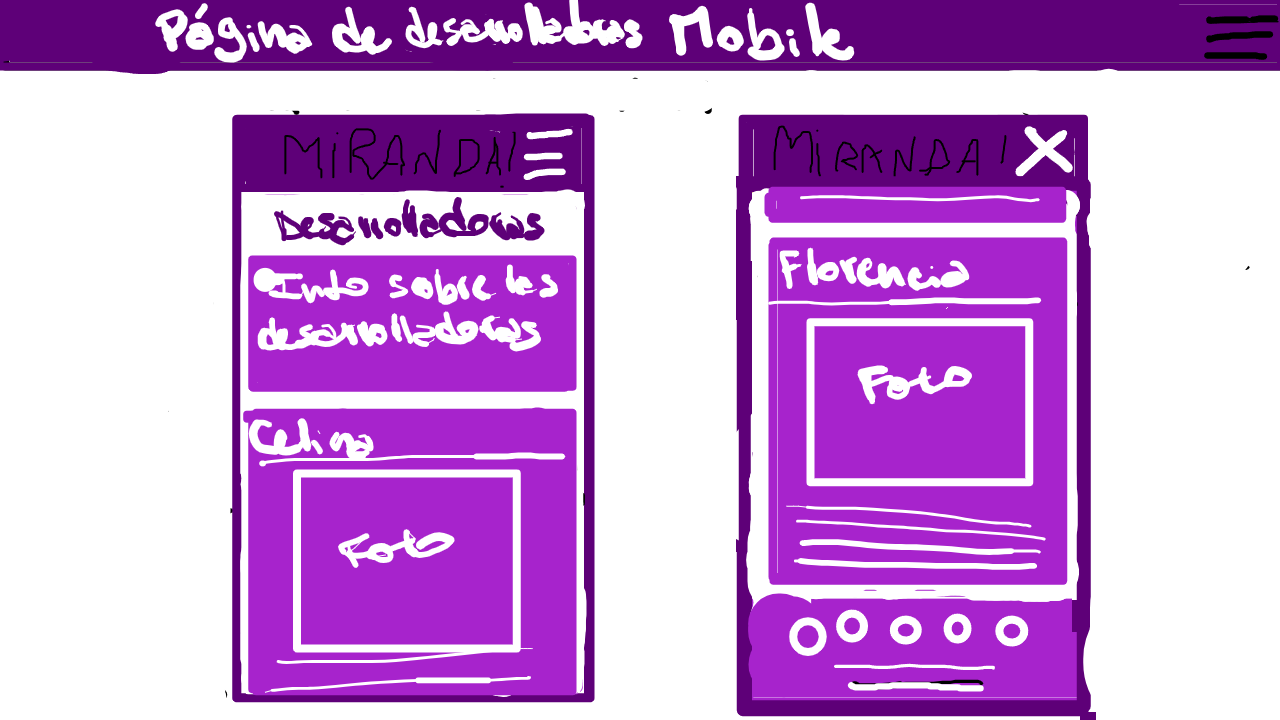 Página de desarrolladoras Mobile
MiRANDA!
Desarrolladoras
Info sobre las
desarrolladoras
Celina
Foto
MiRANDA!
Florencia
Foto